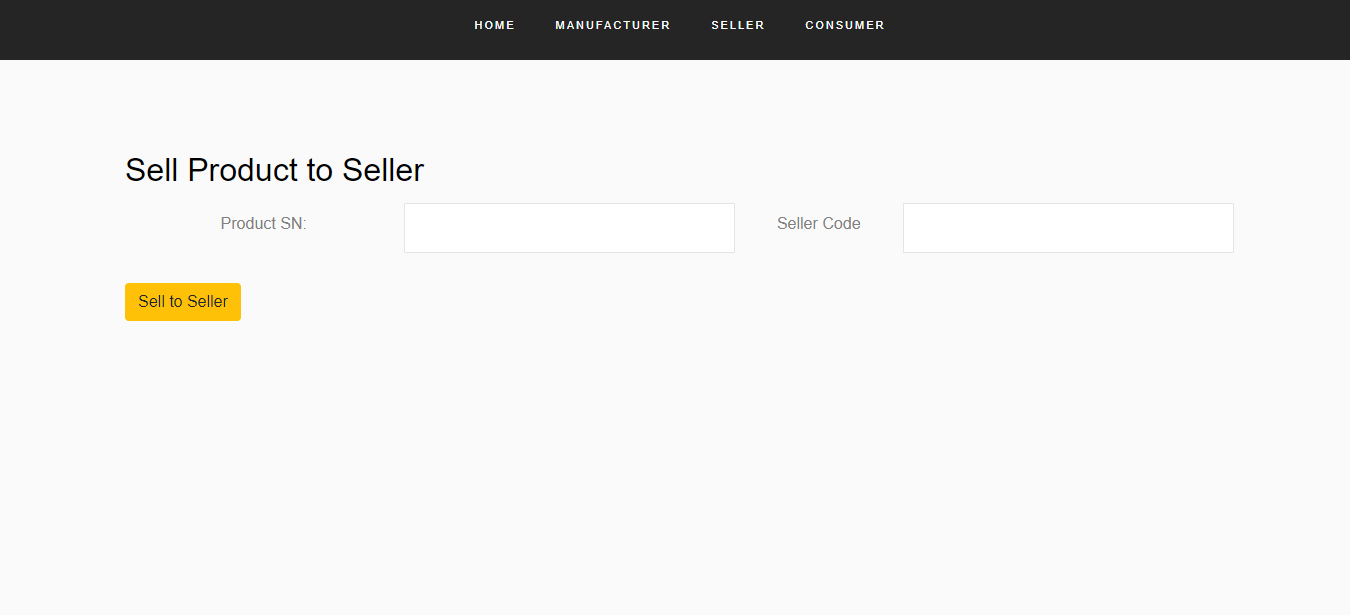 HOME MANUFACTURER SELLER CONSUMER
Sell Product to Seller
Product SN: Seller Code
Sell to Seller